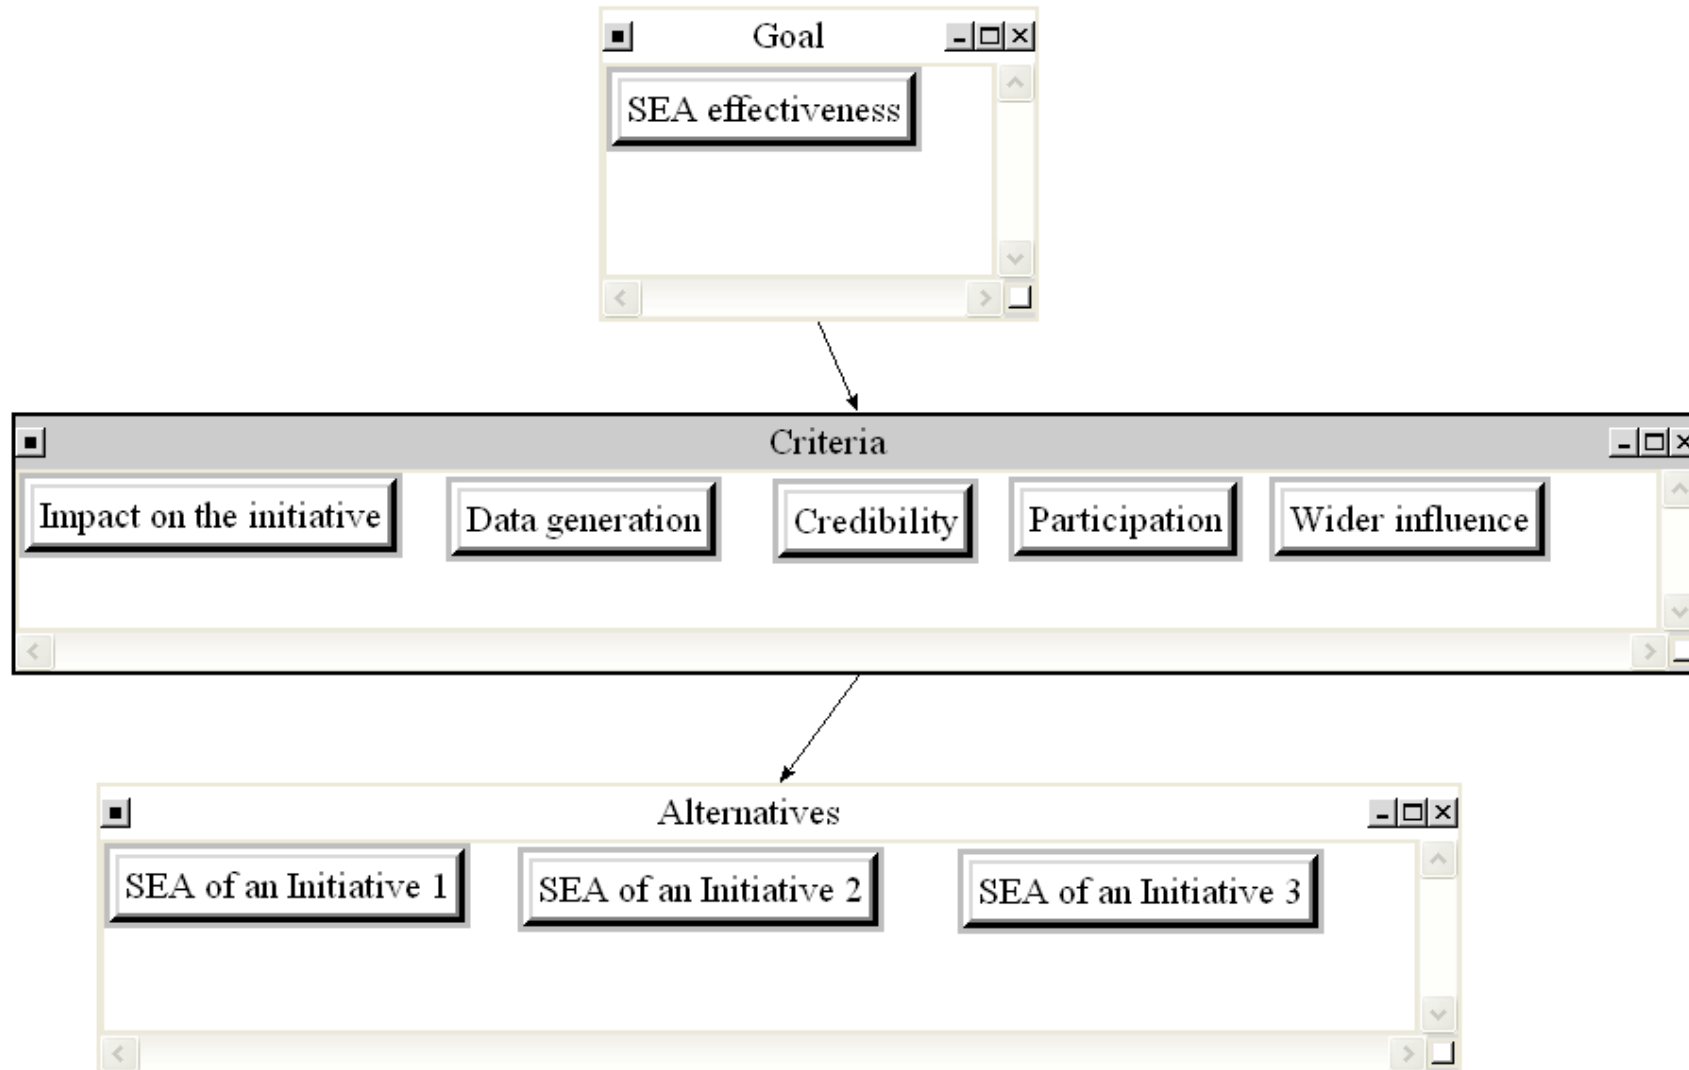 Goal
SEA effectiveness
Criteria
Impact on the initiative
Data generation
Credibility
Participation
Wider influence
Alternatives
SEA of an Initiative 1
SEA of an Initiative 2
SEA of an Initiative 3